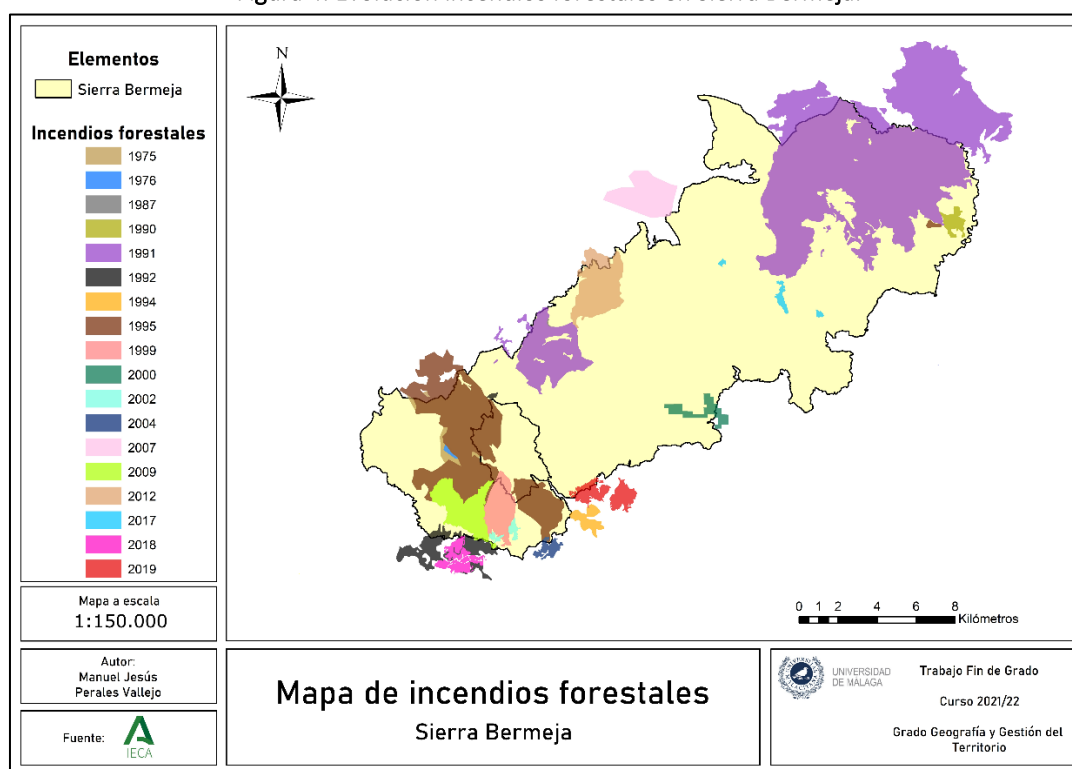 Elementos
Sierra Bermeja
Incendios forestales
1975
1976
1987
1990
1991
1992
1994
1995
1999
2000
2002
2004
2007
2009
2012
2017
2018
2019
Mapa a escala
1:150.000
Autor:
Manuel Jesús
Perales Vallejo
Fuente:
IECA
N
0 1 2 4 6 8
Kilómetros
Mapa de incendios forestales
Sierra Bermeja
UNIVERSIDAD
DE MÁLAGA
Trabajo Fin de Grado
Curso 2021/22
Grado Geografía y Gestión del
Territorio